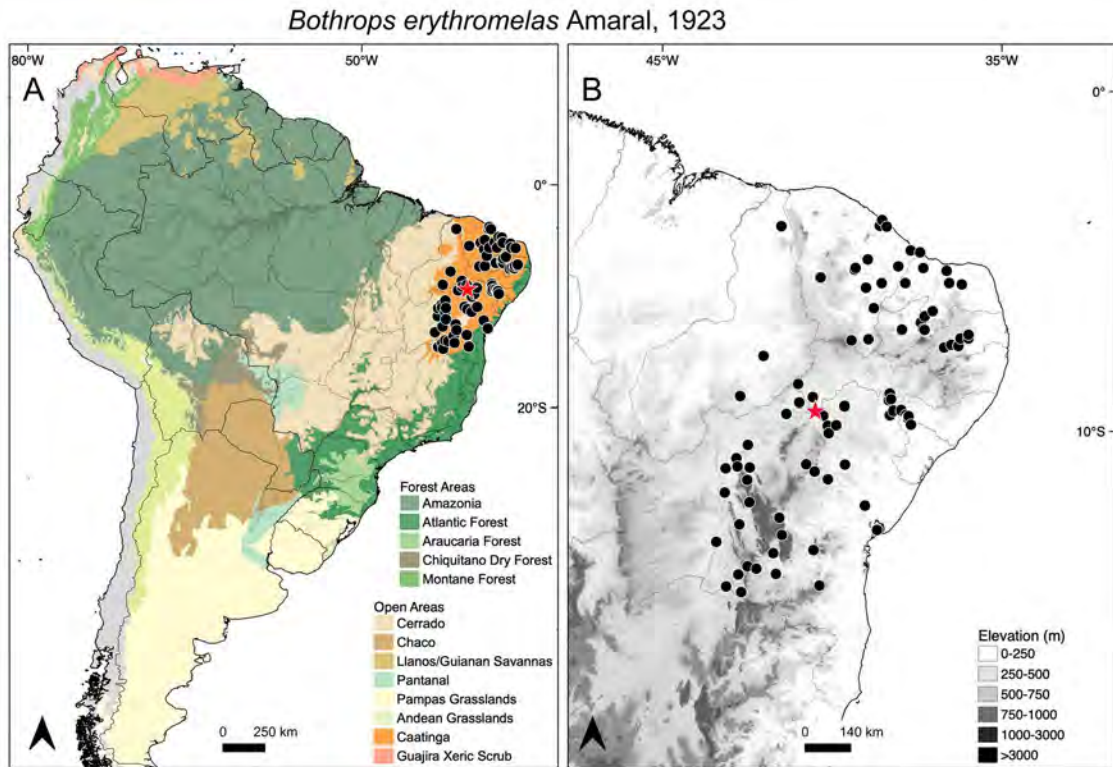 Bothrops erythromelas Amaral, 1923
A
80°W
50°W
0°
20°S
Forest Areas
Amazonia
Atlantic Forest
Araucaria Forest
Chiquitano Dry Forest
Montane Forest
Open Areas
Cerrado
Chaco
Llanos/Guianan Savannas
Pantanal
Pampas Grasslands
Andean Grasslands
Caatinga
Guajira Xeric Scrub
0 250 km
B
45°W
35°W
0°
10°S
Elevation (m)
0-250
250-500
500-750
750-1000
1000-3000
>3000
0 140 km